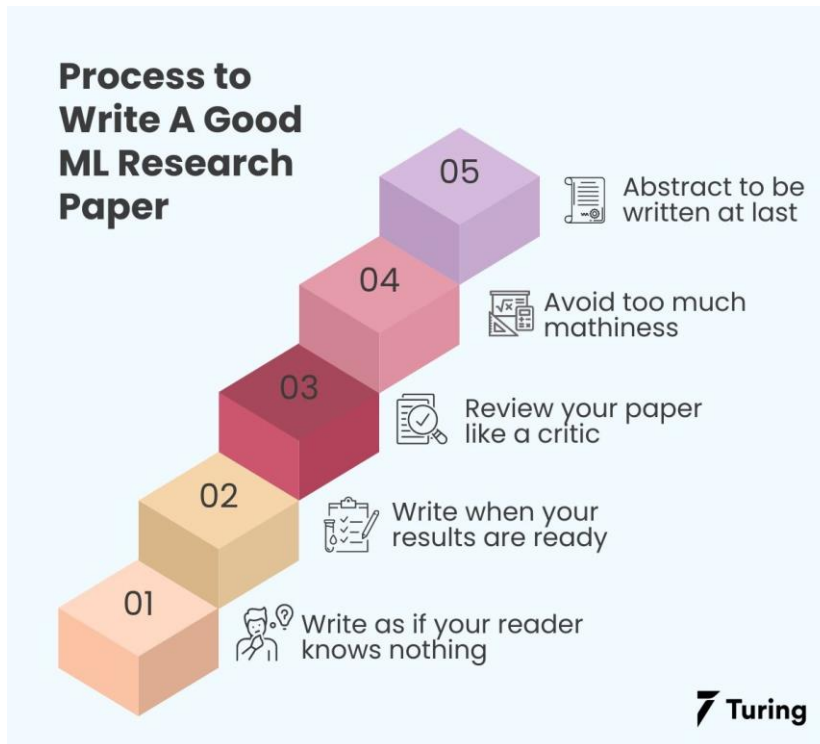 Process to
Write A Good
ML Research
Paper
05
Abstract to be
written at last
04
Avoid too much
mathiness
03
Review your paper
like a critic
02
Write when your
results are ready
01
Write as if your reader
knows nothing
Turing